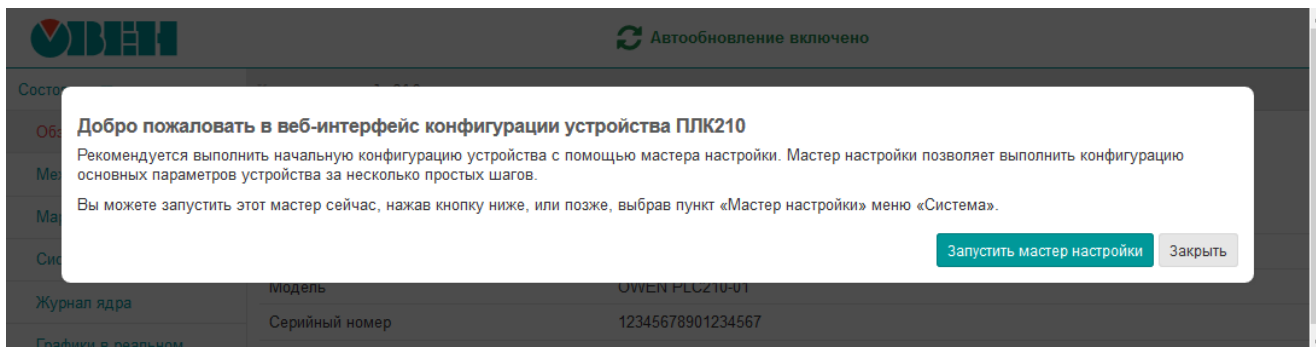 ОВЕН
Автообновление включено
Добро пожаловать в веб-интерфейс конфигурации устройства ПЛК210
Рекомендуется выполнить начальную конфигурацию устройства с помощью мастера настройки. Мастер настройки позволяет выполнить конфигурацию
основных параметров устройства за несколько простых шагов.
Вы можете запустить этот мастер сейчас, нажав кнопку ниже, или позже, выбрав пункт «Мастер настройки» меню «Система».
Запустить мастер настройки Закрыть
Модель OWEN PLC210-01
Журнал ядра
Серийный номер 12345678901234567
Графики в реальном